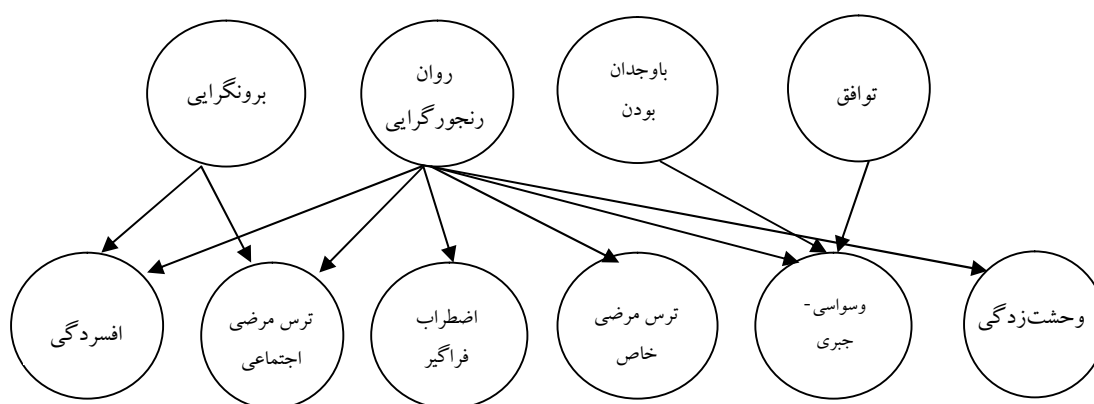 توافق
باوجدان
بودن
روان
رنجورگرایی
برونگرایی
وحشت‌زدگی
وسواسی-
جبری
ترس مرضی
خاص
اضطراب
فراگیر
ترس مرضی
اجتماعی
افسردگی